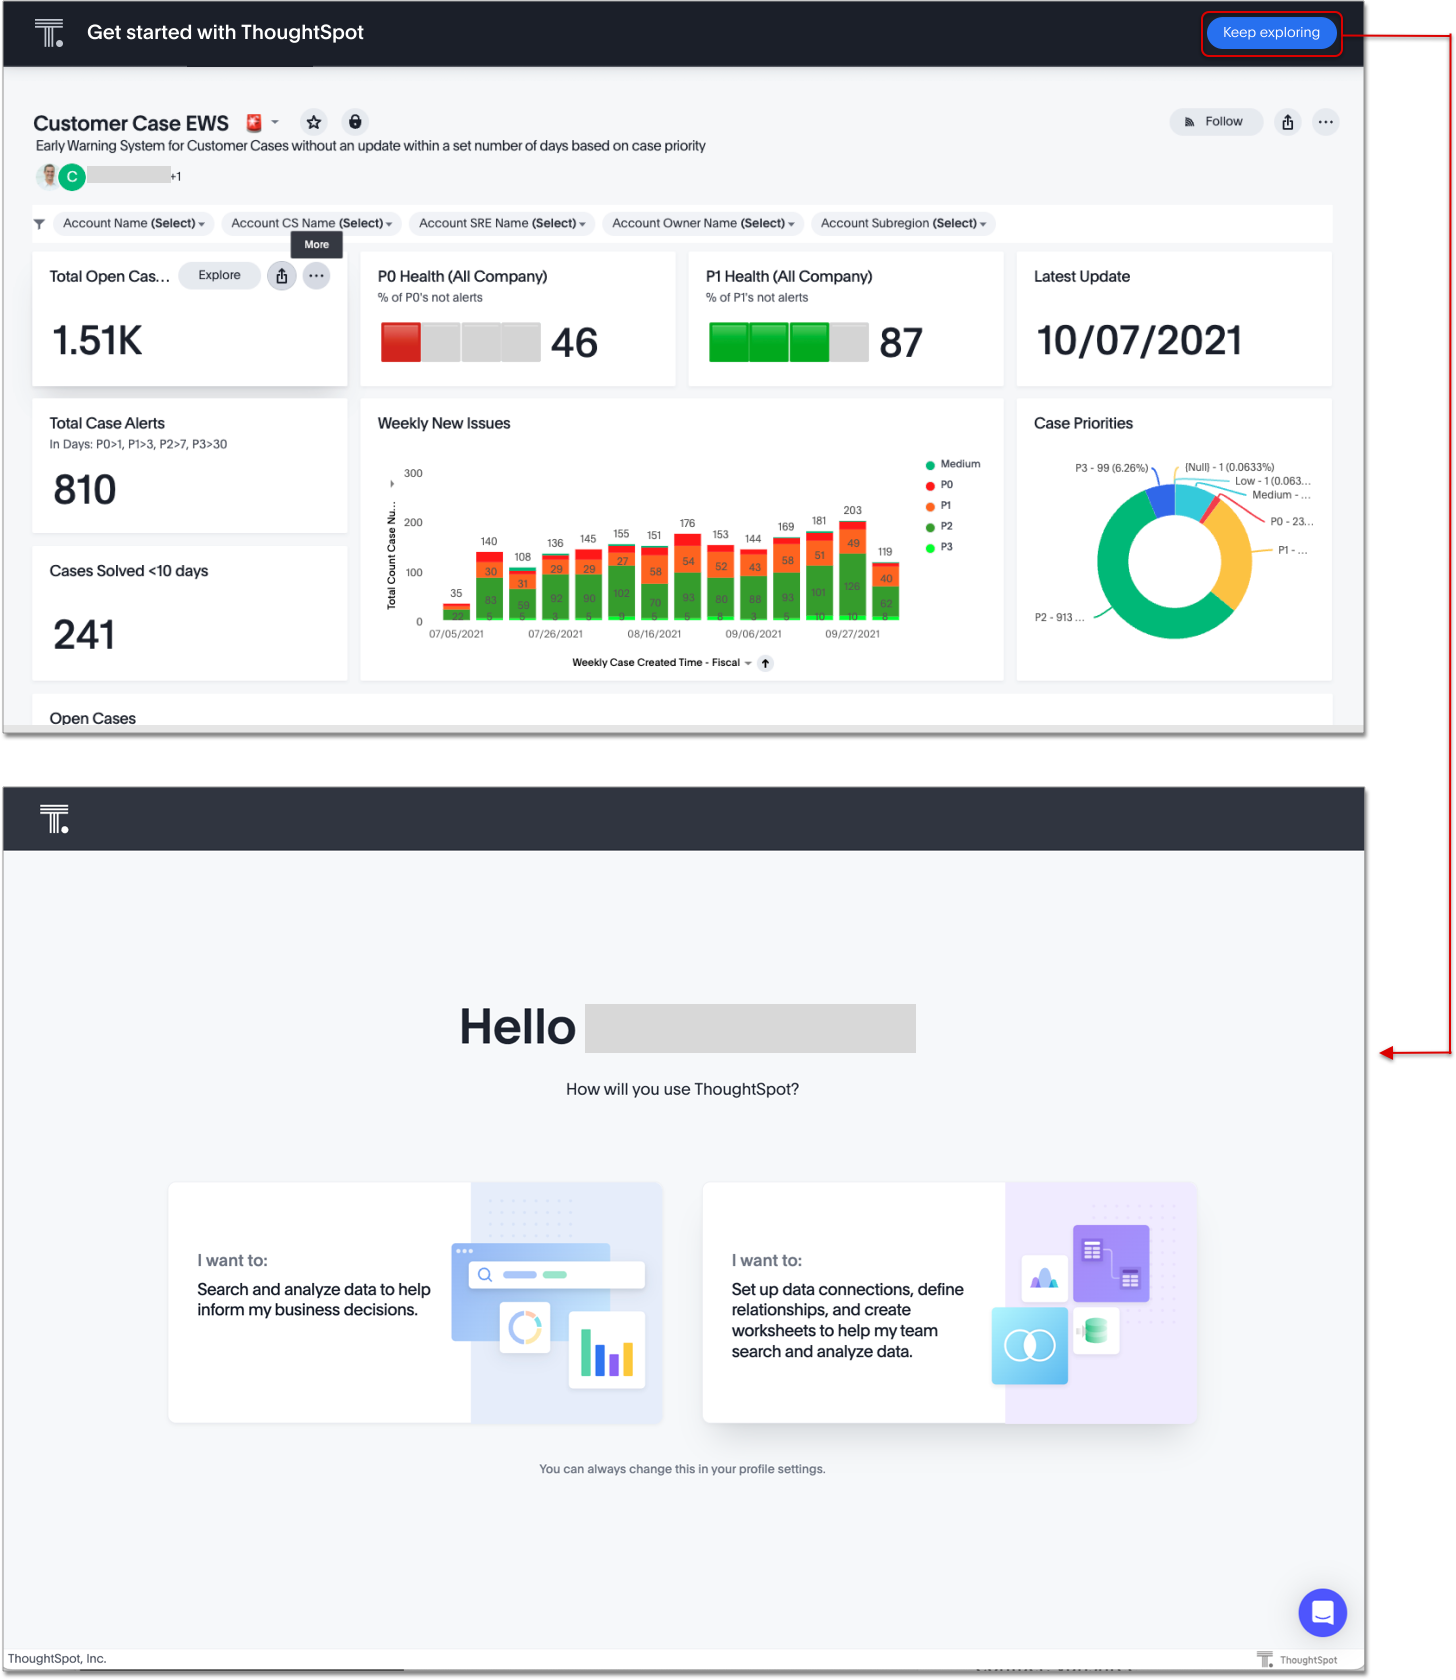 Get started with ThoughtSpot
Keep exploring
Customer Case EWS
Follow
Early Warning System for Customer Cases without an update within a set number of days based on case priority
C
+1
Account Name (Select)
Account CS Name (Select)
Account SRE Name (Select)
Account Owner Name (Select)
Account Subregion (Select)
More
Total Open Cas...
Explore
1.51K
P0 Health (All Company)
% of P0's not alerts
46
P1 Health (All Company)
% of P1's not alerts
87
Latest Update
10/07/2021
Total Case Alerts
In Days: P0>1, P1>3, P2>7, P3>30
810
Cases Solved <10 days
241
Weekly New Issues
Total Count Case Nu...
300
200
100
0
35
140
108
136
145
155
151
176
153
144
169
181
203
119
30
31
29
29
27
58
54
52
43
58
51
49
40
22
83
59
92
90
102
70
93
80
88
93
101
126
62
5
5
3
5
9
5
5
8
3
5
10
10
8
07/05/2021
07/26/2021
08/16/2021
09/06/2021
09/27/2021
Weekly Case Created Time - Fiscal
Medium
P0
P1
P2
P3
Case Priorities
P3 - 99 (6.26%)
{Null} - 1 (0.0633%)
Low - 1 (0.063...
Medium - ...
P0 - 23...
P1 - ...
P2 - 913 ...
Open Cases
Hello
How will you use ThoughtSpot?
I want to:
Search and analyze data to help
inform my business decisions.
I want to:
Set up data connections, define
relationships, and create
worksheets to help my team
search and analyze data.
You can always change this in your profile settings.
ThoughtSpot, Inc.
ThoughtSpot